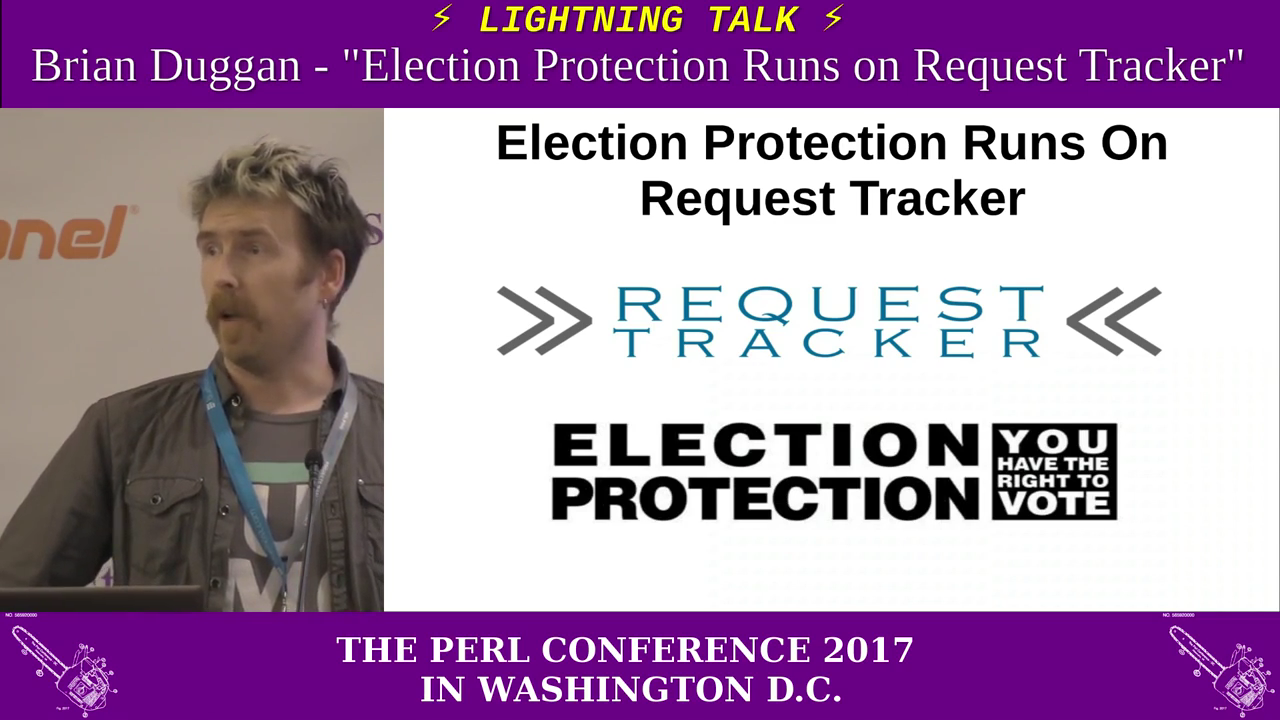 ⚡ LIGHTNING TALK ⚡
Brian Duggan - "Election Protection Runs on Request Tracker"
Election Protection Runs On
Request Tracker
REQUEST
TRACKER
ELECTION
PROTECTION
YOU
HAVE THE
RIGHT TO
VOTE
anel®
THE PERL CONFERENCE 2017
IN WASHINGTON D.C.